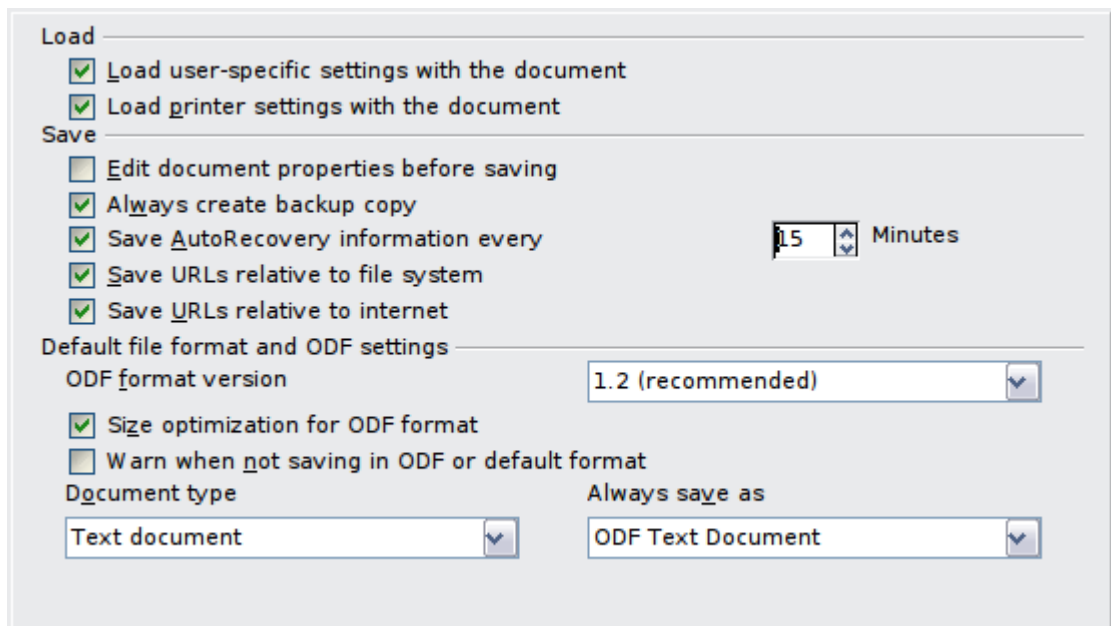 Load
Load user-specific settings with the document
Load printer settings with the document
Save
Edit document properties before saving
Always create backup copy
Save AutoRecovery information every 15 Minutes
Save URLs relative to file system
Save URLs relative to internet
Default file format and ODF settings
ODF format version 1.2 (recommended)
Size optimization for ODF format
Warn when not saving in ODF or default format
Document type Always save as
Text document ODF Text Document